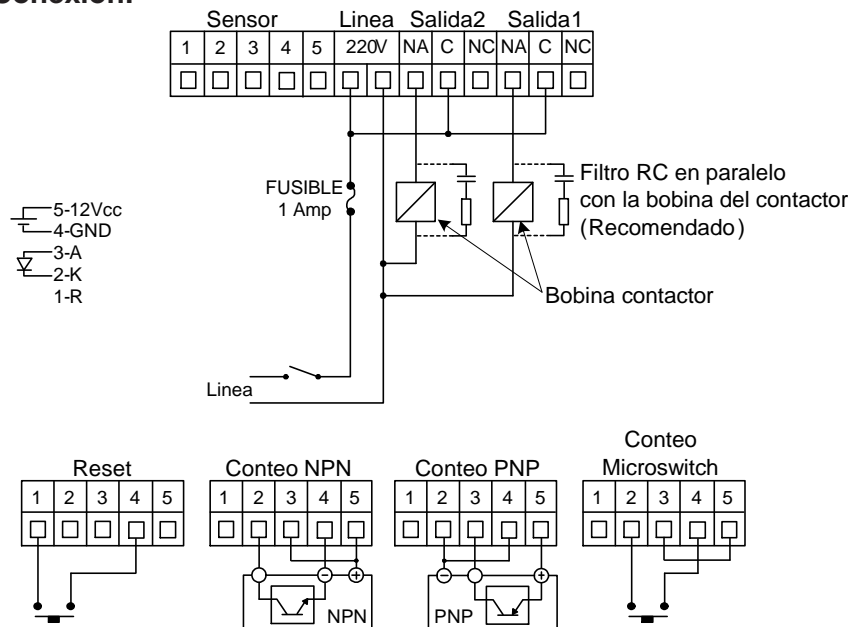 conexión.
Sensor Linea Salida2 Salida1
1 2 3 4 5 220V NA C NC NA C NC
FUSIBLE
1 Amp
Filtro RC en paralelo
con la bobina del contactor
(Recomendado)
5-12Vcc
4-GND
3-A
2-K
1-R
Bobina contactor
Linea
Reset
1 2 3 4 5
Conteo NPN
1 2 3 4 5
- +
NPN
Conteo PNP
1 2 3 4 5
- +
PNP
Conteo
Microswitch
1 2 3 4 5